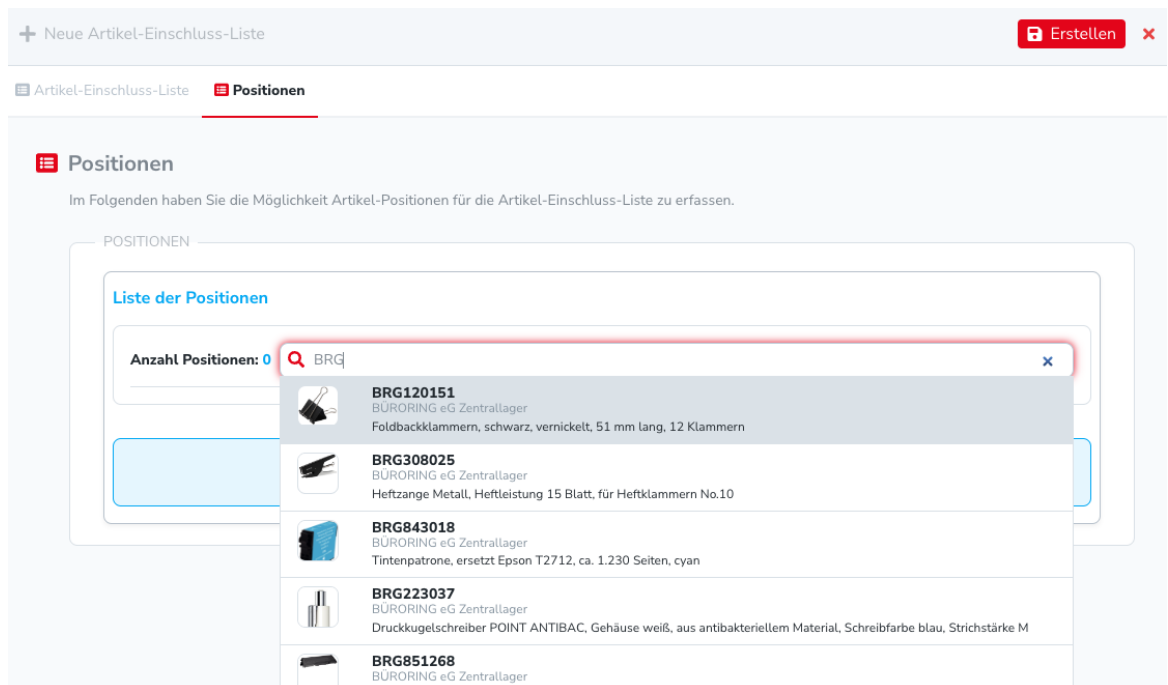 Neue Artikel-Einschluss-Liste
Erstellen
Artikel-Einschluss-Liste
Positionen
Positionen
Im Folgenden haben Sie die Möglichkeit Artikel-Positionen für die Artikel-Einschluss-Liste zu erfassen.
POSITIONEN
Liste der Positionen
Anzahl Positionen: 0
BRG
BRG120151
BÜRORING eG Zentrallager
Foldbackklammern, schwarz, vernickelt, 51 mm lang, 12 Klammern
BRG308025
BÜRORING eG Zentrallager
Heftzange Metall, Heftleistung 15 Blatt, für Heftklammern No.10
BRG843018
BÜRORING eG Zentrallager
Tintenpatrone, ersetzt Epson T2712, ca. 1.230 Seiten, cyan
BRG223037
BÜRORING eG Zentrallager
Druckkugelschreiber POINT ANTIBAC, Gehäuse weiß, aus antibakteriellem Material, Schreibfarbe blau, Strichstärke M
BRG851268
BÜRORING eG Zentrallager